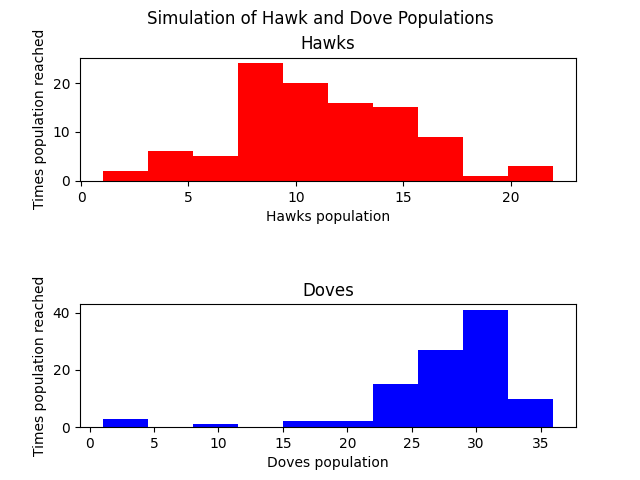 Simulation of Hawk and Dove Populations
Hawks
Times population reached
20
10
0
0 5 10 15 20
Hawks population
Doves
Times population reached
40
20
0
0 5 10 15 20 25 30 35
Doves population